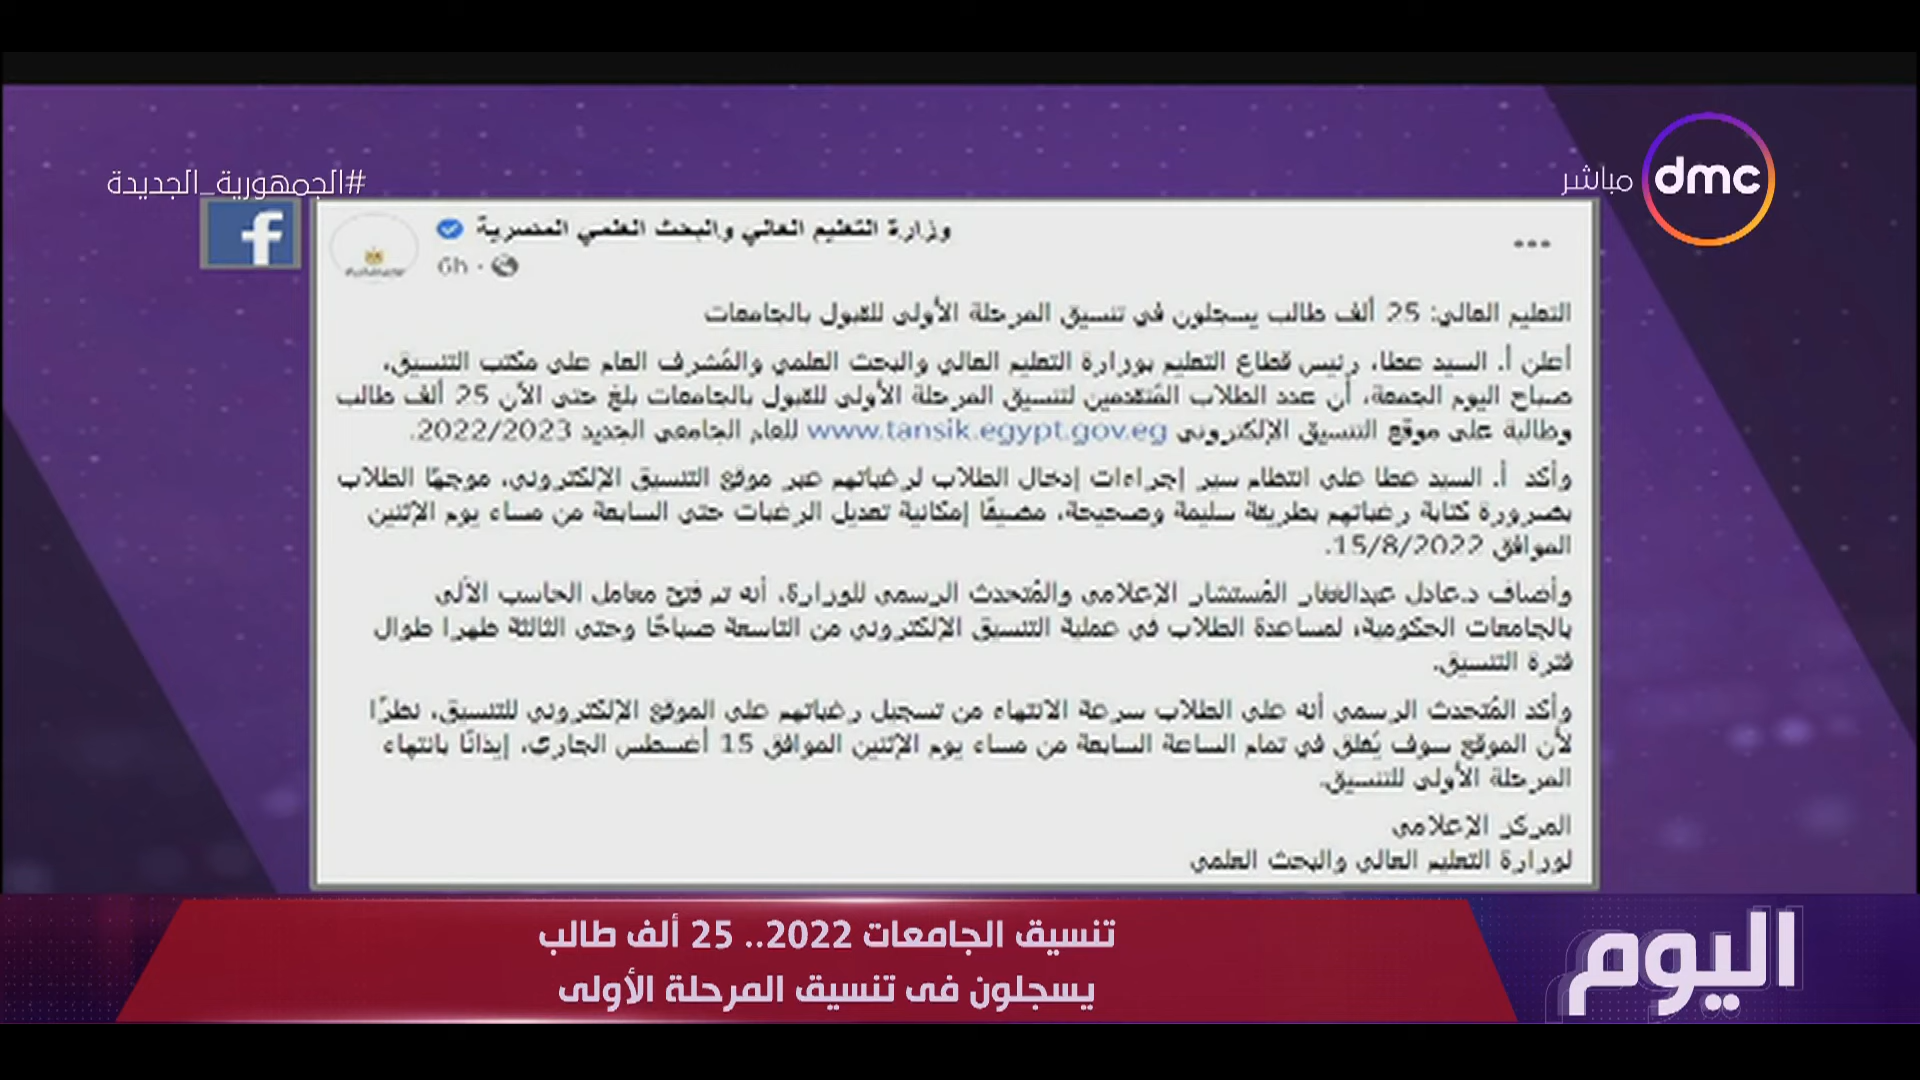 #الجمهورية_الجديدة
مباشر
dmc
f
وزارة التعليم العالي والبحث العلمي المصرية
6h ·
التعليم العالي: 25 ألف طالب يسجلون في تنسيق المرحلة الأولى للقبول بالجامعات
أعلن أ. السيد عطا، رئيس قطاع التعليم بوزارة التعليم العالي والبحث العلمي والمُشرف العام على مكتب التنسيق،
صباح اليوم الجمعة، أن عدد الطلاب المُتقدمين لتنسيق المرحلة الأولى للقبول بالجامعات بلغ حتى الآن 25 ألف طالب
وطالبة على موقع التنسيق الإلكتروني www.tansik.egypt.gov.eg للعام الجامعي الجديد 2022/2023.
وأكد أ. السيد عطا على انتظام سير إجراءات إدخال الطلاب لرغباتهم عبر موقع التنسيق الإلكتروني، موجهًا الطلاب
بضرورة كتابة رغباتهم بطريقة سليمة وصحيحة، مضيفًا إمكانية تعديل الرغبات حتى السابعة من مساء يوم الإثنين
الموافق 15/8/2022.
وأضاف د.عادل عبدالغفار المُستشار الإعلامي والمُتحدث الرسمي للوزارة، أنه تم فتح معامل الحاسب الآلي
بالجامعات الحكومية، لمساعدة الطلاب في عملية التنسيق الإلكتروني من التاسعة صباحًا وحتى الثالثة ظهرا طوال
فترة التنسيق.
وأكد المُتحدث الرسمي أنه على الطلاب سرعة الانتهاء من تسجيل رغباتهم على الموقع الإلكتروني للتنسيق، نظرًا
لأن الموقع سوف يُغلق في تمام الساعة السابعة من مساء يوم الإثنين الموافق 15 أغسطس الجاري، إيذانًا بانتهاء
المرحلة الأولى للتنسيق.
المركز الإعلامي
لوزارة التعليم العالي والبحث العلمي
تنسيق الجامعات 2022.. 25 ألف طالب
يسجلون فى تنسيق المرحلة الأولى
اليوم